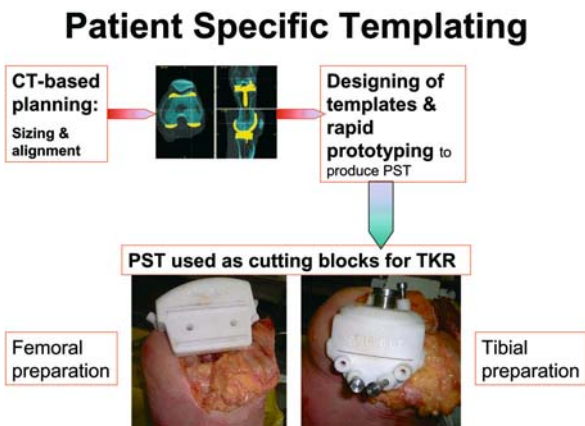 Patient Specific Templating
CT-based
planning:
Sizing &
alignment
Designing of
templates &
rapid
prototyping to
produce PST
PST used as cutting blocks for TKR
Femoral
preparation
Tibial
preparation